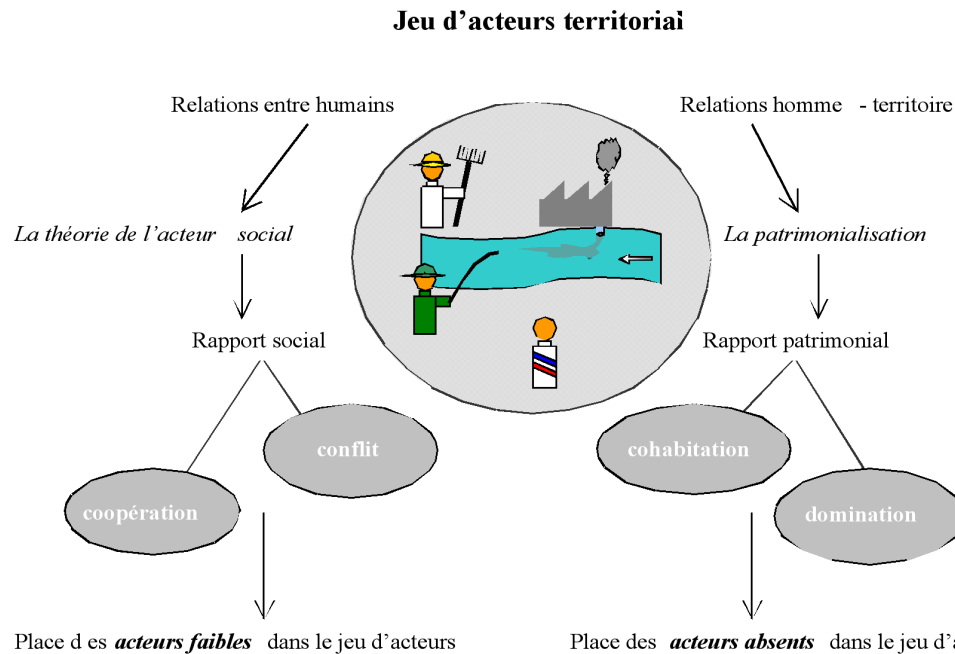 Jeu d'acteurs territorial
Relations entre humains
Relations homme - territoire
La théorie de l'acteur social
La patrimonialisation
Rapport social
Rapport patrimonial
conflit
cohabitation
coopération
domination
Place d es acteurs faibles dans le jeu d'acteurs
Place des acteurs absents dans le jeu d'a